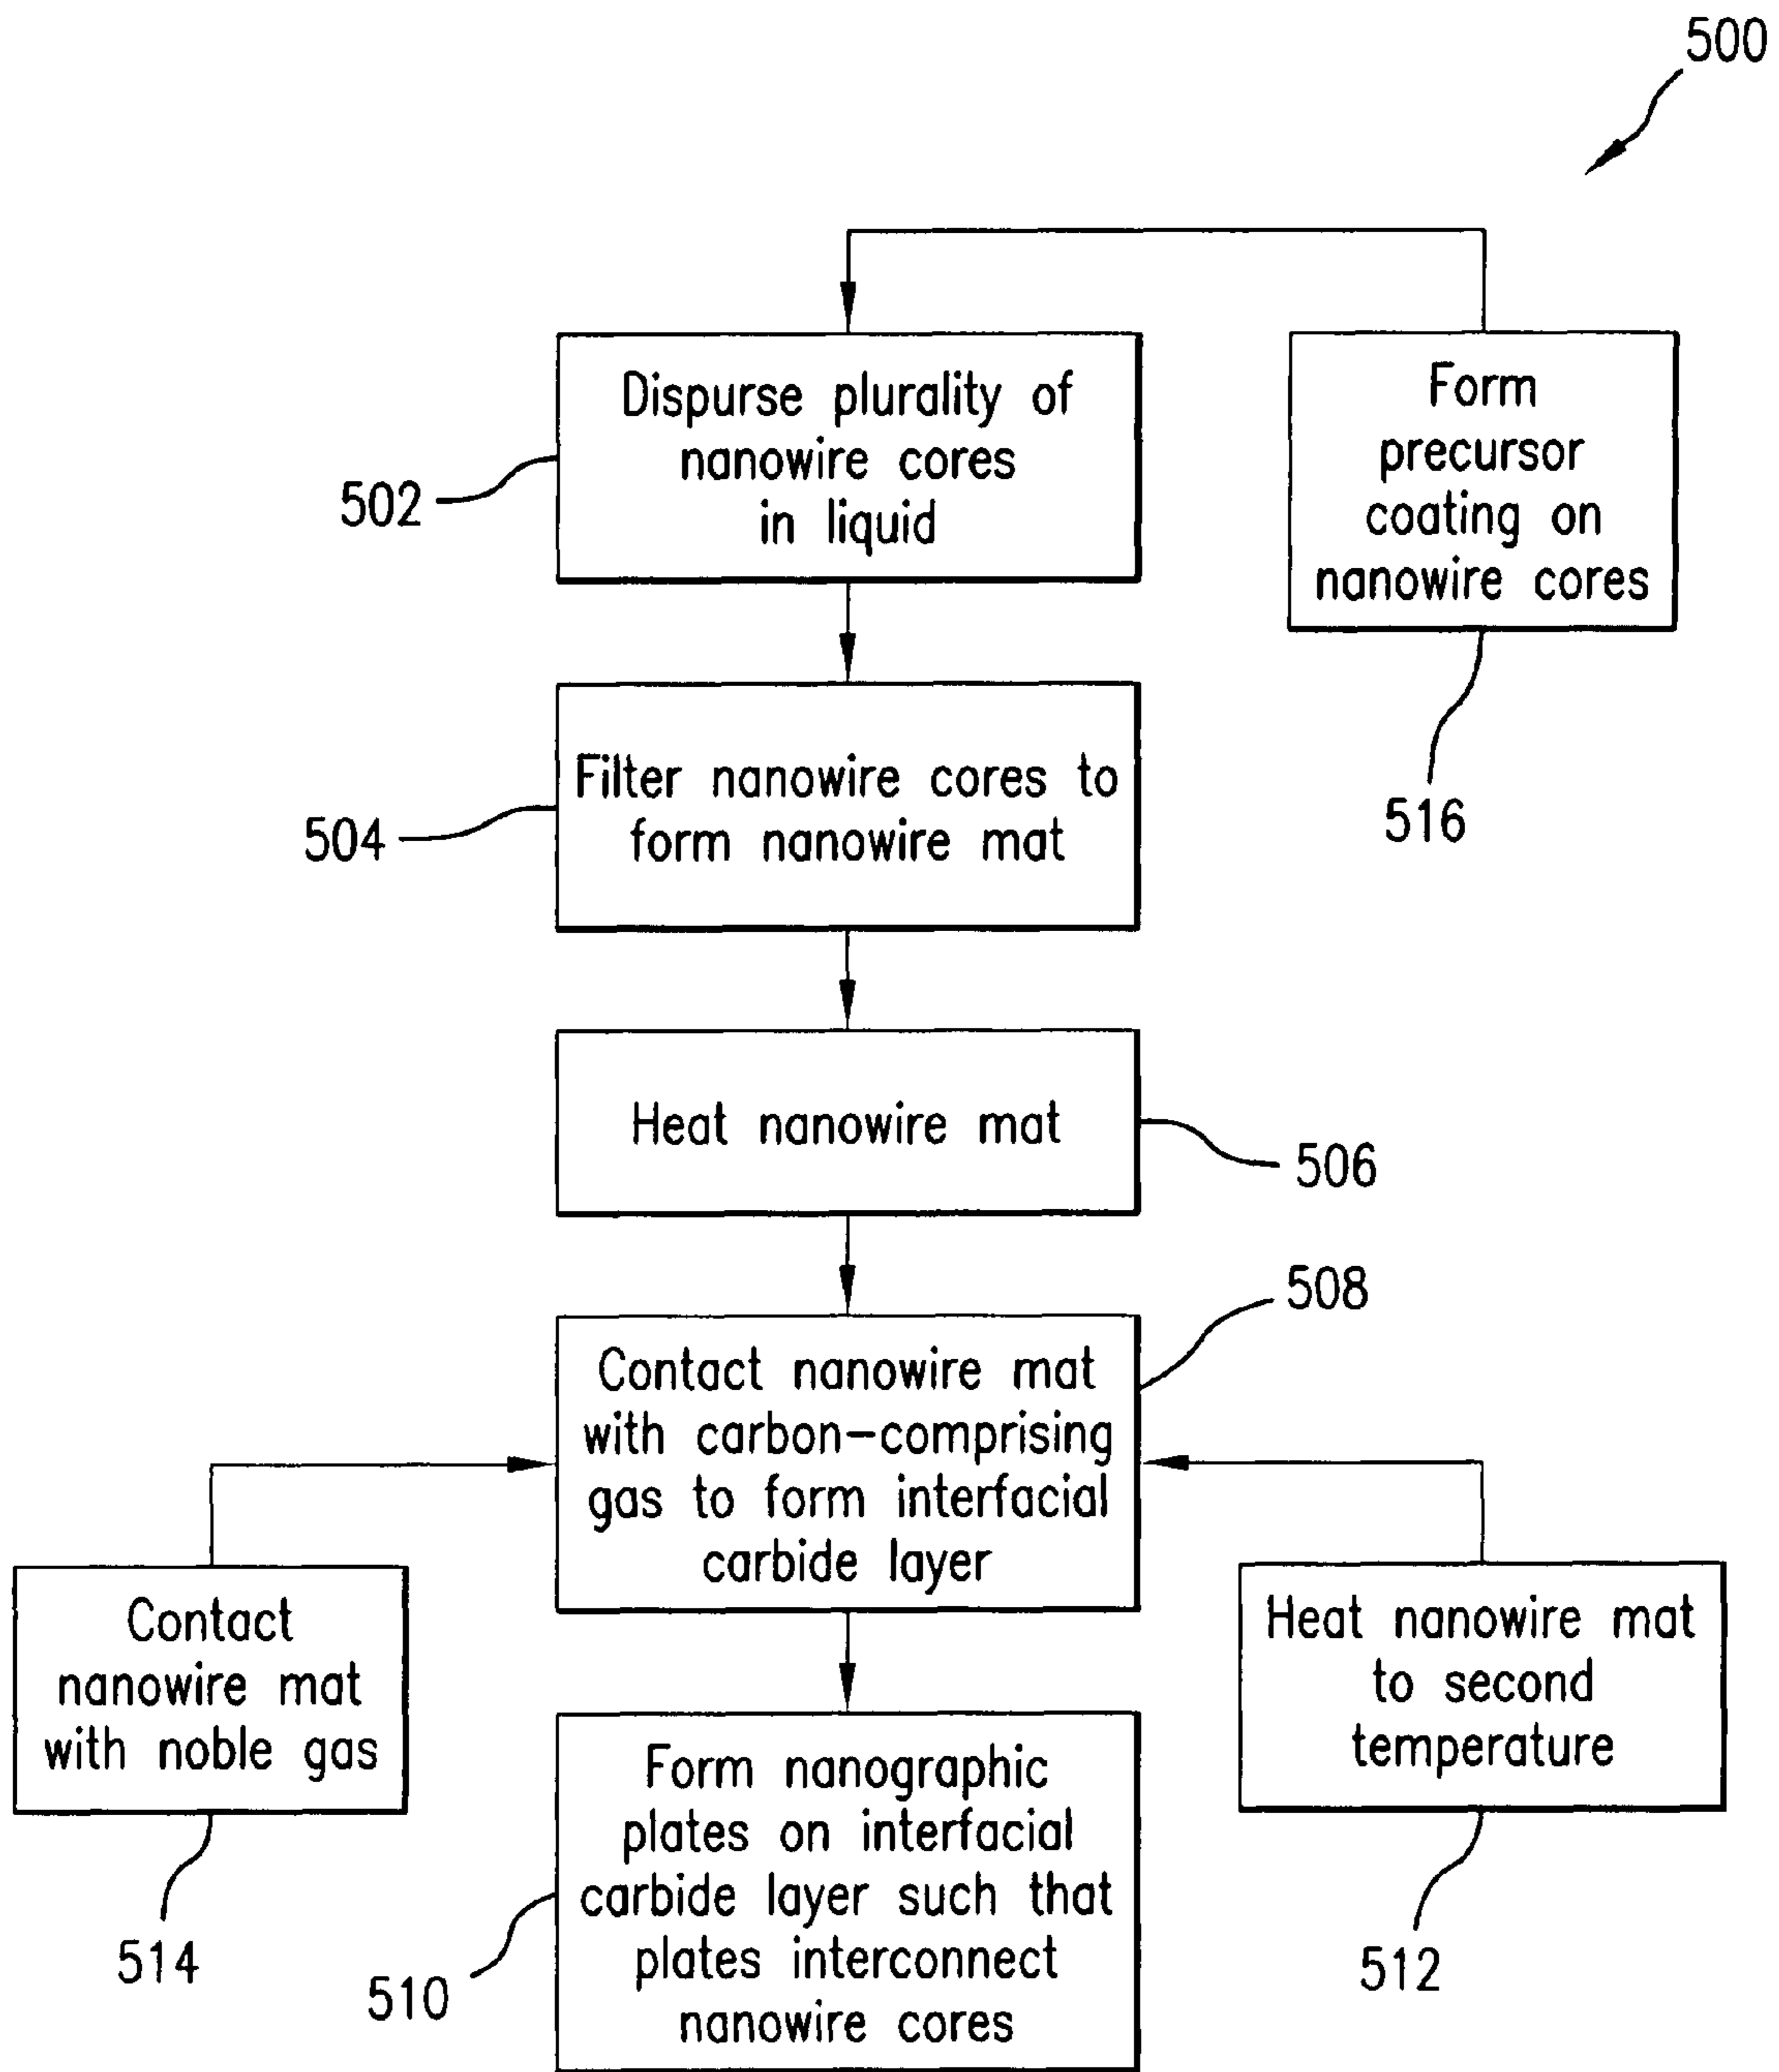 500
Dispurse plurality of
nanowire cores
in liquid
502
Form
precursor
coating on
nanowire cores
516
Filter nanowire cores to
form nanowire mat
504
Heat nanowire mat
506
508
Contact nanowire mat
with carbon-comprising
gas to form interfacial
carbide layer
Contact
nanowire mat
with noble gas
514
Heat nanowire mat
to second
temperature
512
Form nanographic
plates on interfacial
carbide layer such that
plates interconnect
nanowire cores
510